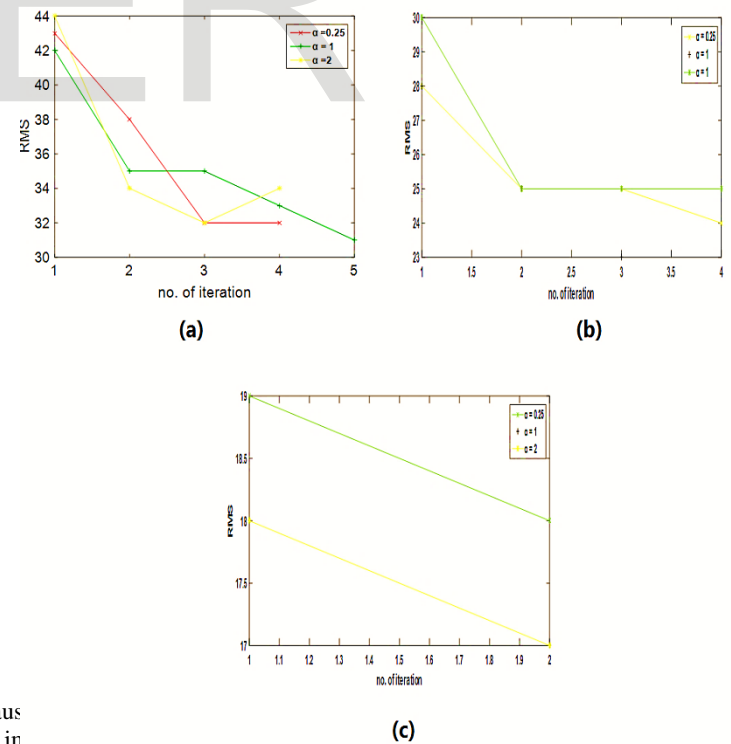 ER
44
42
40
38
36
34
32
30
RMS
α =0.25
α = 1
α =2
1 2 3 4 5
no. of iteration
(a)
30
29
28
27
26
25
24
23
RMS
α = 0.25
α = 1
α = 1
1 1.5 2 2.5 3 3.5 4
no. of iteration
(b)
19
18.5
18
17.5
17
RMS
α = 0.25
α = 1
α = 2
1 1.1 1.2 1.3 1.4 1.5 1.6 1.7 1.8 1.9 2
no. of iteration
aus
in
(c)